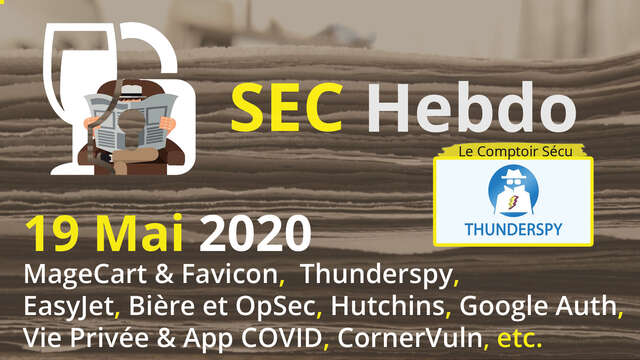 SEC Hebdo
Le Comptoir Sécu
THUNDERSPY
19 Mai 2020
MageCart & Favicon, Thunderspy,
EasyJet, Bière et OpSec, Hutchins, Google Auth,
Vie Privée & App COVID, CornerVuln, etc.